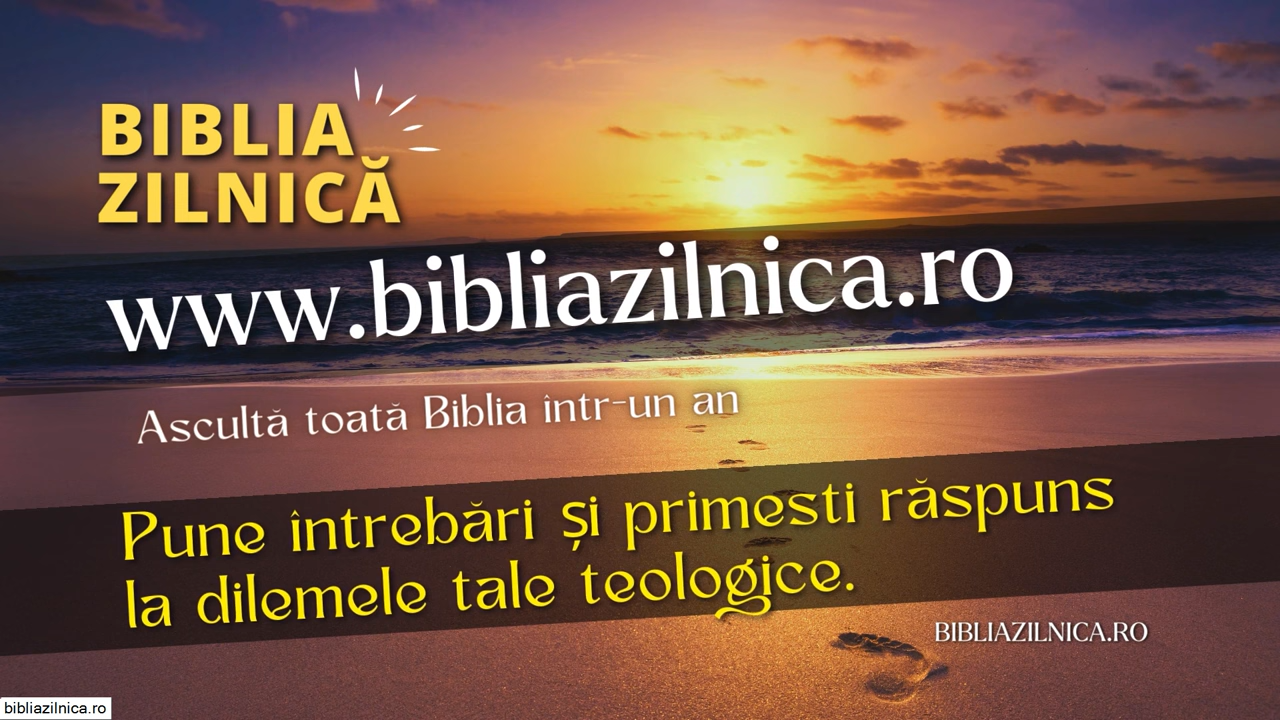 BIBLIA
ZILNICĂ
www.bibliazilnica.ro
Ascultă toată Biblia într-un an
Pune întrebări și primesti răspuns
la dilemele tale teologice.
BIBLIAZILNICA.RO
bibliazilnica.ro